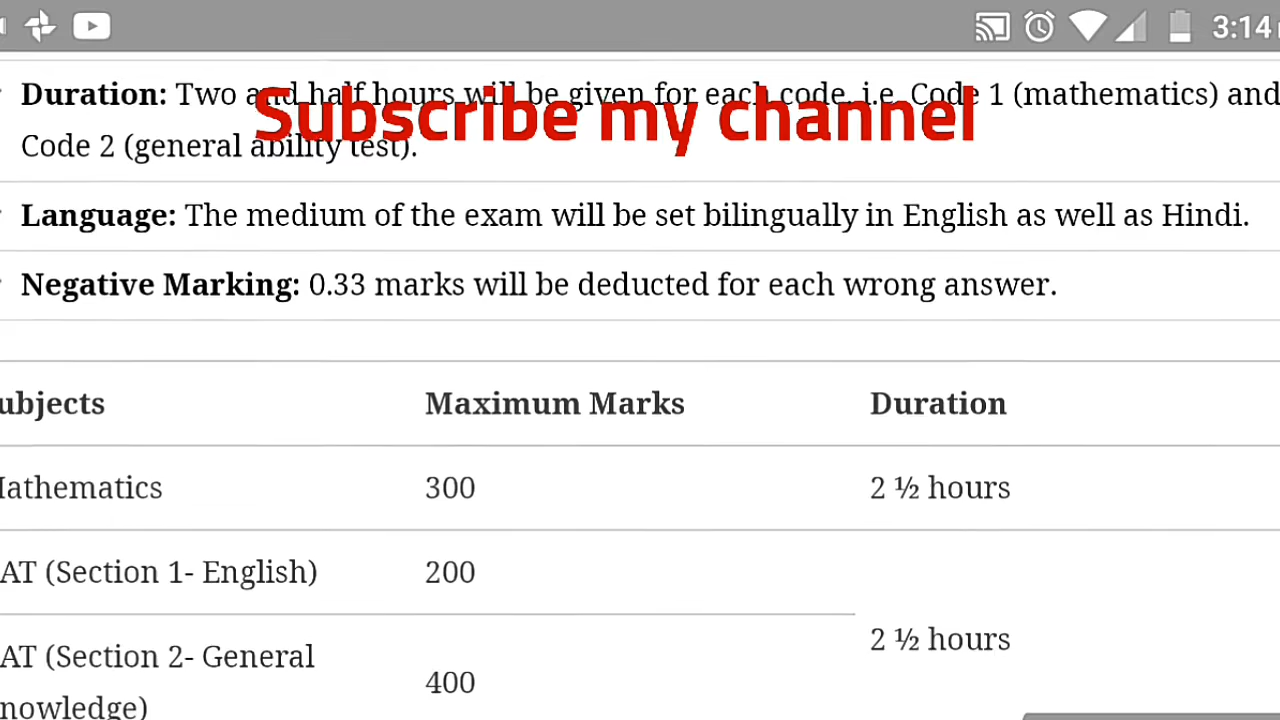 3:14
Duration: Two and half hours will be given for each code, i.e. Code 1 (mathematics) and
Subscribe my channel
Code 2 (general ability test).
Language: The medium of the exam will be set bilingually in English as well as Hindi.
Negative Marking: 0.33 marks will be deducted for each wrong answer.
ubjects Maximum Marks Duration
athematics 300 2 ½ hours
AT (Section 1- English) 200
2 ½ hours
AT (Section 2- General
400
nowledge)